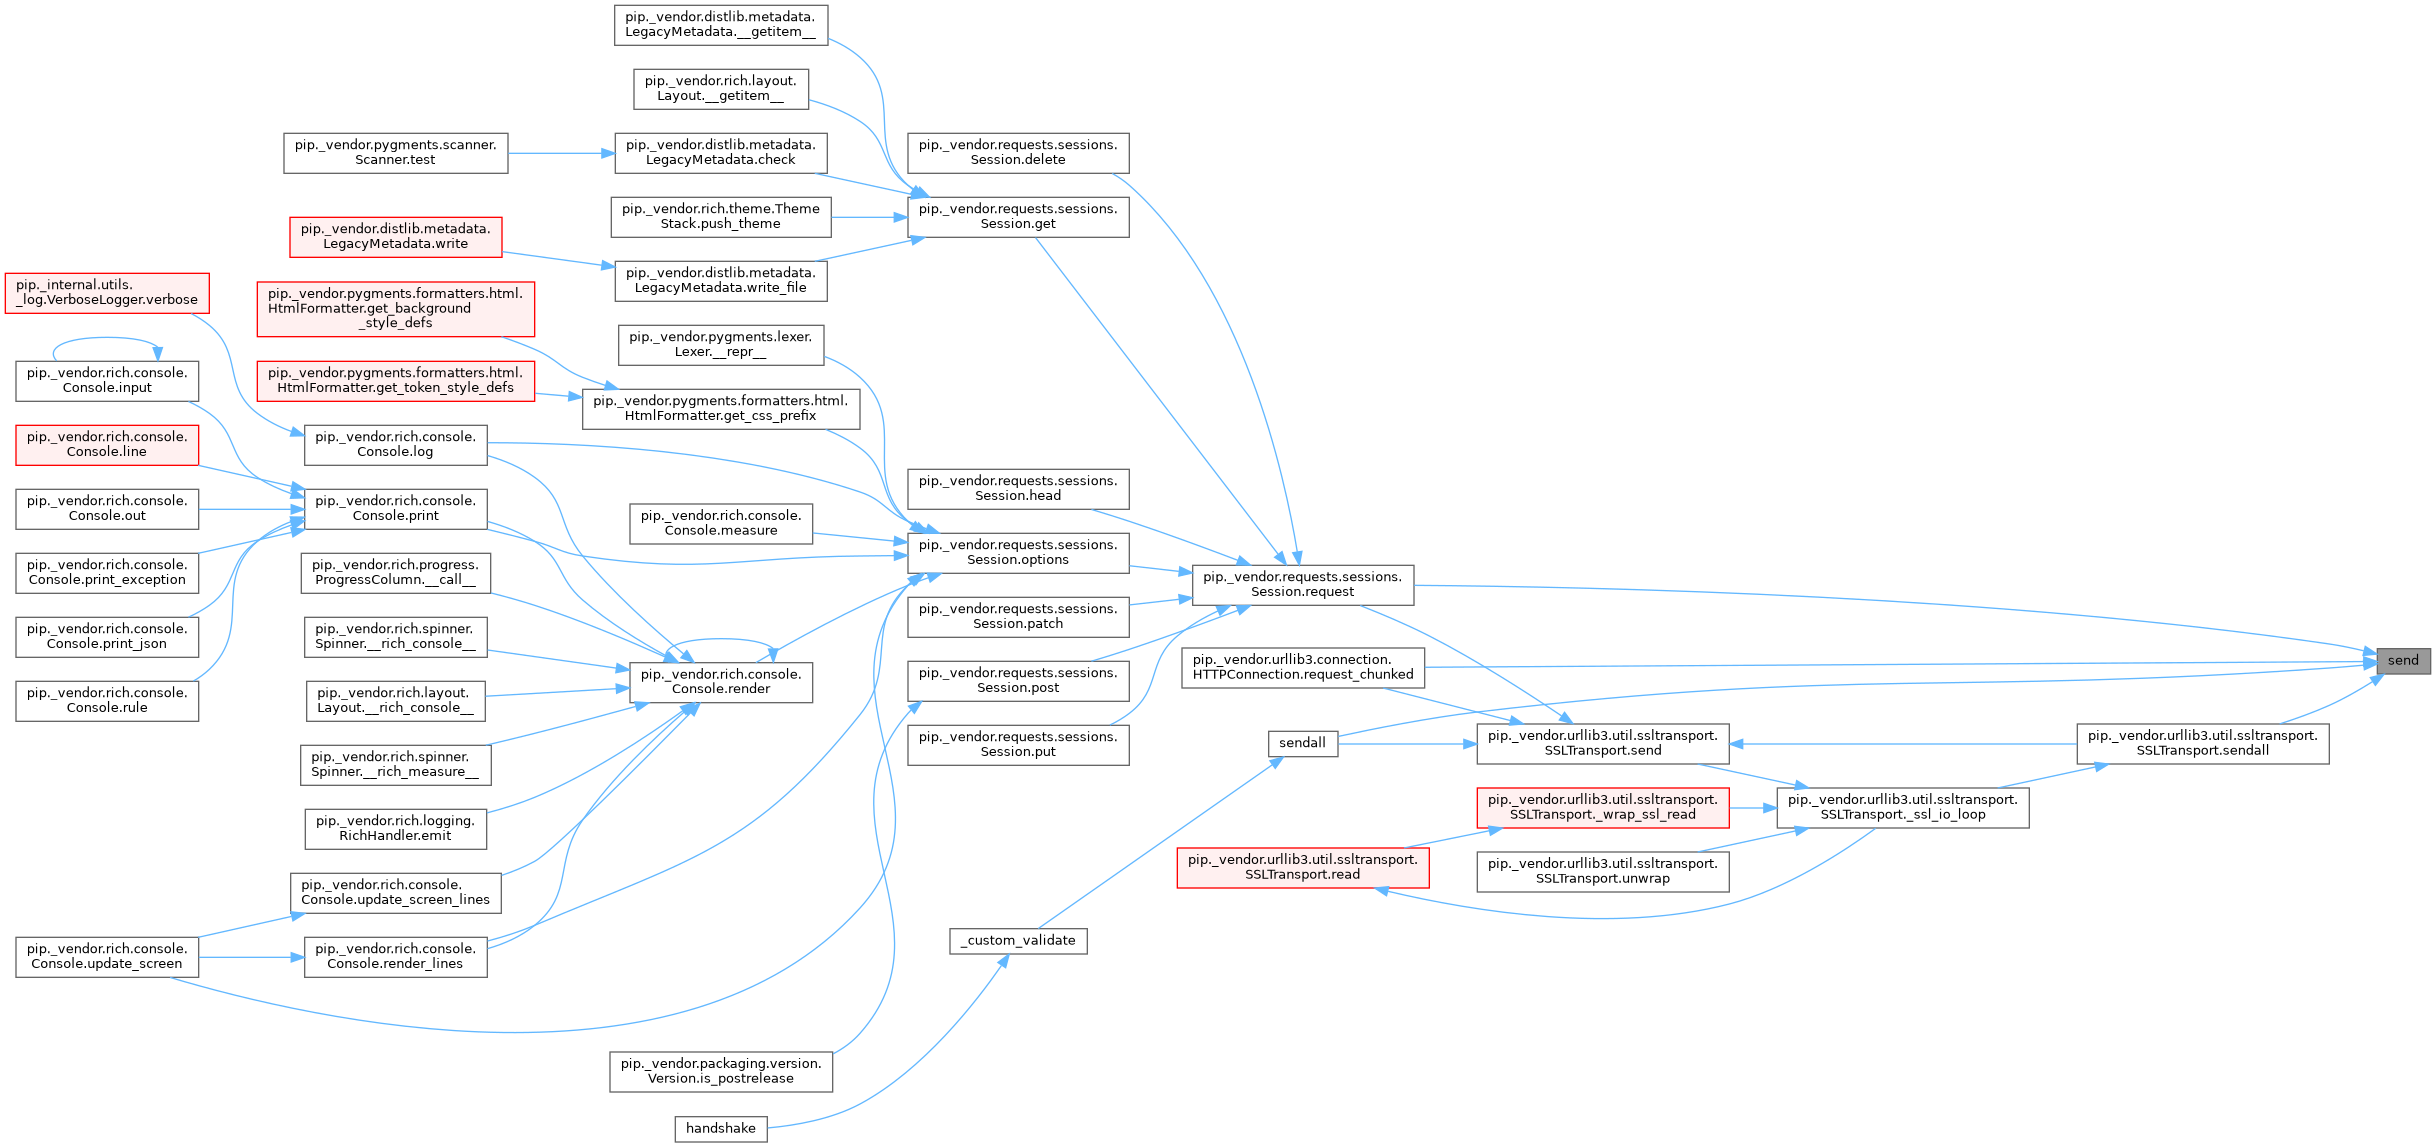 pip._vendor.distlib.metadata.
LegacyMetadata.__getitem__
pip._vendor.rich.layout.
Layout.__getitem__
pip._vendor.pygments.scanner.
Scanner.test
pip._vendor.distlib.metadata.
LegacyMetadata.check
pip._vendor.requests.sessions.
Session.delete
pip._vendor.distlib.metadata.
LegacyMetadata.write
pip._vendor.rich.theme.Theme
Stack.push_theme
pip._vendor.requests.sessions.
Session.get
pip._internal.utils.
_log.VerboseLogger.verbose
pip._vendor.pygments.formatters.html.
HtmlFormatter.get_background
_style_defs
pip._vendor.distlib.metadata.
LegacyMetadata.write_file
pip._vendor.pygments.lexer.
Lexer.__repr__
pip._vendor.rich.console.
Console.input
pip._vendor.pygments.formatters.html.
HtmlFormatter.get_token_style_defs
pip._vendor.pygments.formatters.html.
HtmlFormatter.get_css_prefix
pip._vendor.rich.console.
Console.line
pip._vendor.rich.console.
Console.log
pip._vendor.requests.sessions.
Session.head
pip._vendor.rich.console.
Console.out
pip._vendor.rich.console.
Console.print
pip._vendor.rich.console.
Console.measure
pip._vendor.requests.sessions.
Session.options
pip._vendor.rich.console.
Console.print_exception
pip._vendor.rich.progress.
ProgressColumn.__call__
pip._vendor.requests.sessions.
Session.request
pip._vendor.requests.sessions.
Session.patch
pip._vendor.rich.console.
Console.print_json
pip._vendor.rich.spinner.
Spinner.__rich_console__
pip._vendor.rich.console.
Console.render
pip._vendor.requests.sessions.
Session.post
pip._vendor.urllib3.connection.
HTTPConnection.request_chunked
send
pip._vendor.rich.console.
Console.rule
pip._vendor.rich.layout.
Layout.__rich_console__
pip._vendor.requests.sessions.
Session.put
sendall
pip._vendor.urllib3.util.ssltransport.
SSLTransport.send
pip._vendor.urllib3.util.ssltransport.
SSLTransport.sendall
pip._vendor.rich.spinner.
Spinner.__rich_measure__
pip._vendor.rich.logging.
RichHandler.emit
pip._vendor.urllib3.util.ssltransport.
SSLTransport._wrap_ssl_read
pip._vendor.urllib3.util.ssltransport.
SSLTransport._ssl_io_loop
pip._vendor.urllib3.util.ssltransport.
SSLTransport.read
pip._vendor.urllib3.util.ssltransport.
SSLTransport.unwrap
pip._vendor.rich.console.
Console.update_screen_lines
_custom_validate
pip._vendor.rich.console.
Console.update_screen
pip._vendor.rich.console.
Console.render_lines
pip._vendor.packaging.version.
Version.is_postrelease
handshake